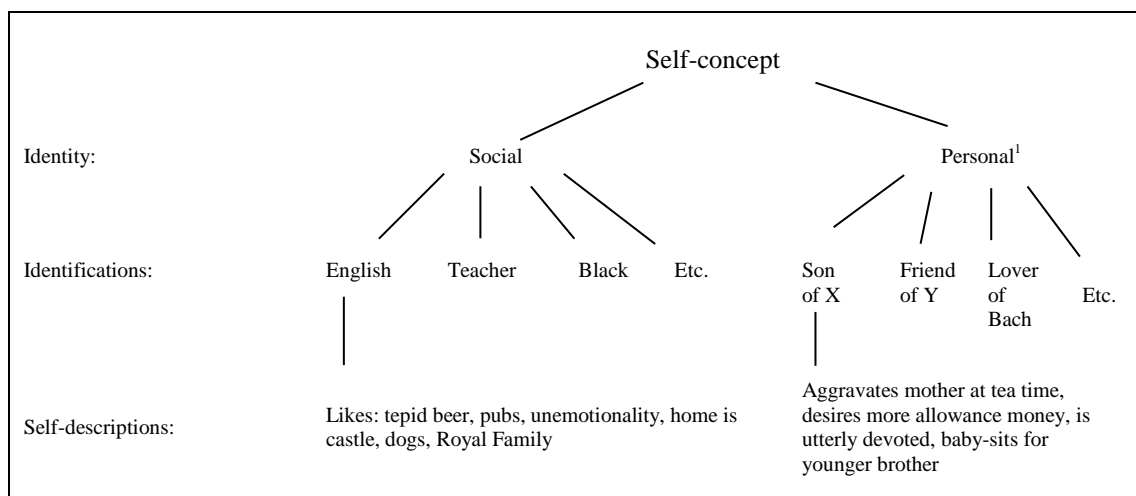 Self-concept
Identity: Social Personal1
Identifications: English Teacher Black Etc. Son of X Friend of Y Lover of Bach Etc.
Self-descriptions: Likes: tepid beer, pubs, unemotionality, home is
castle, dogs, Royal Family
Aggravates mother at tea time,
desires more allowance money, is
utterly devoted, baby-sits for
younger brother